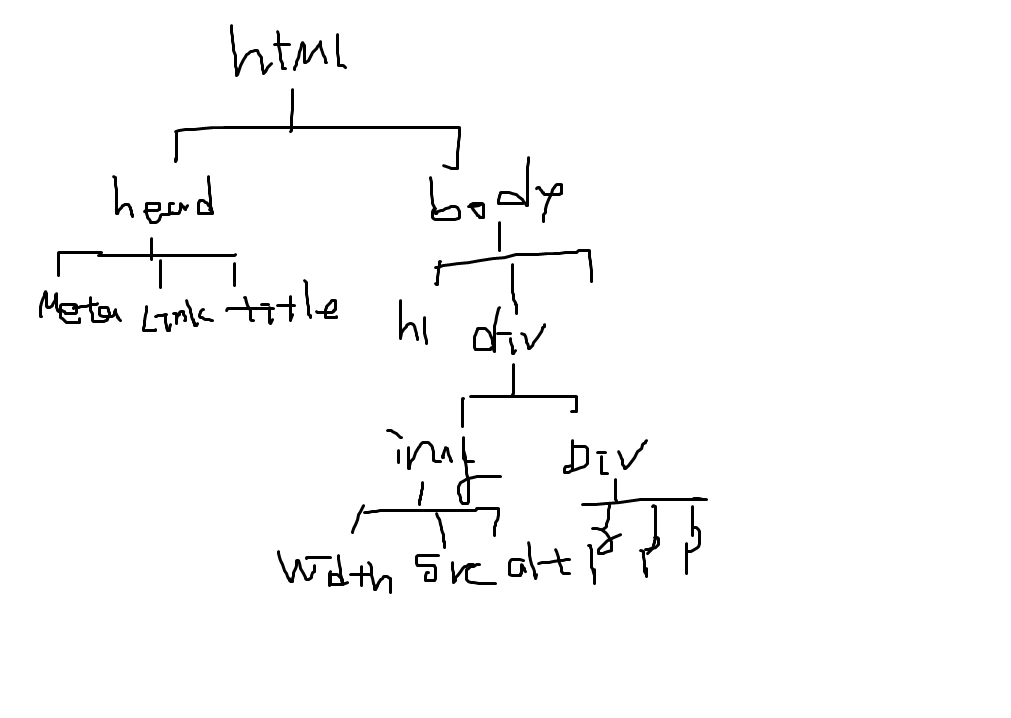 html
head body
Meta Link title
h1 div
img Div
Width Src alt p p p